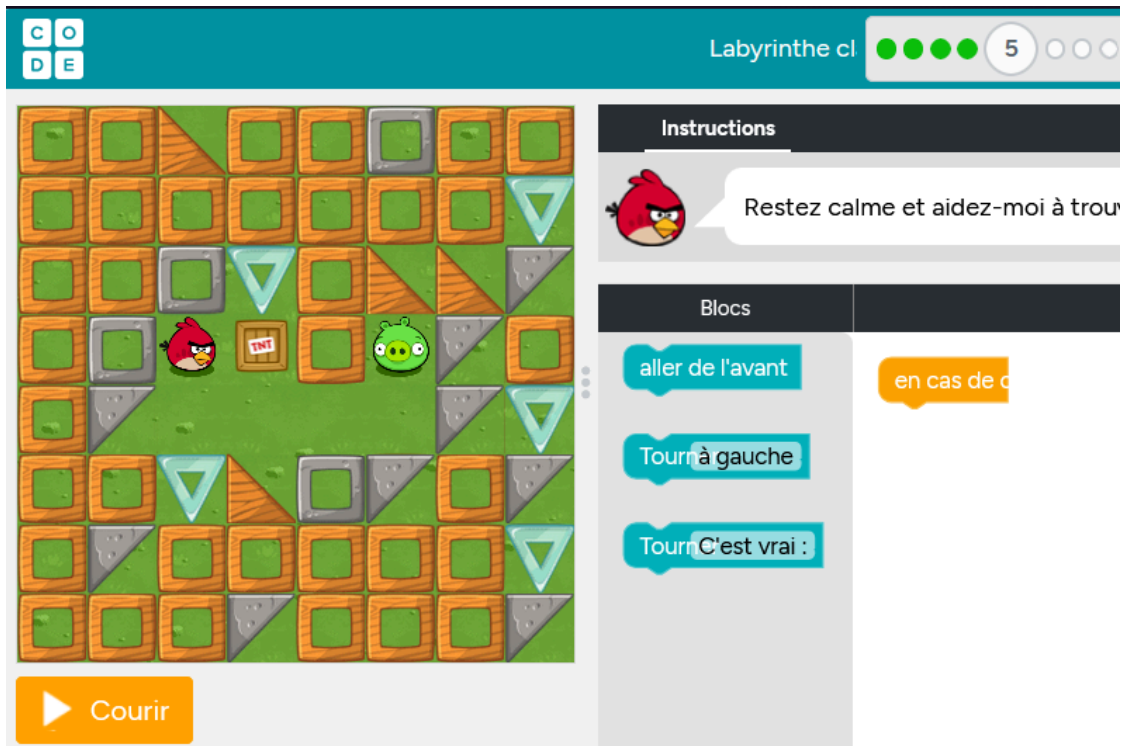 C O
D E
Labyrinthe cl
5
Instructions
Restez calme et aidez-moi à trouv
Blocs
aller de l'avant
en cas de c
Tourn à gauche
Tourne C'est vrai :
TNT
Courir